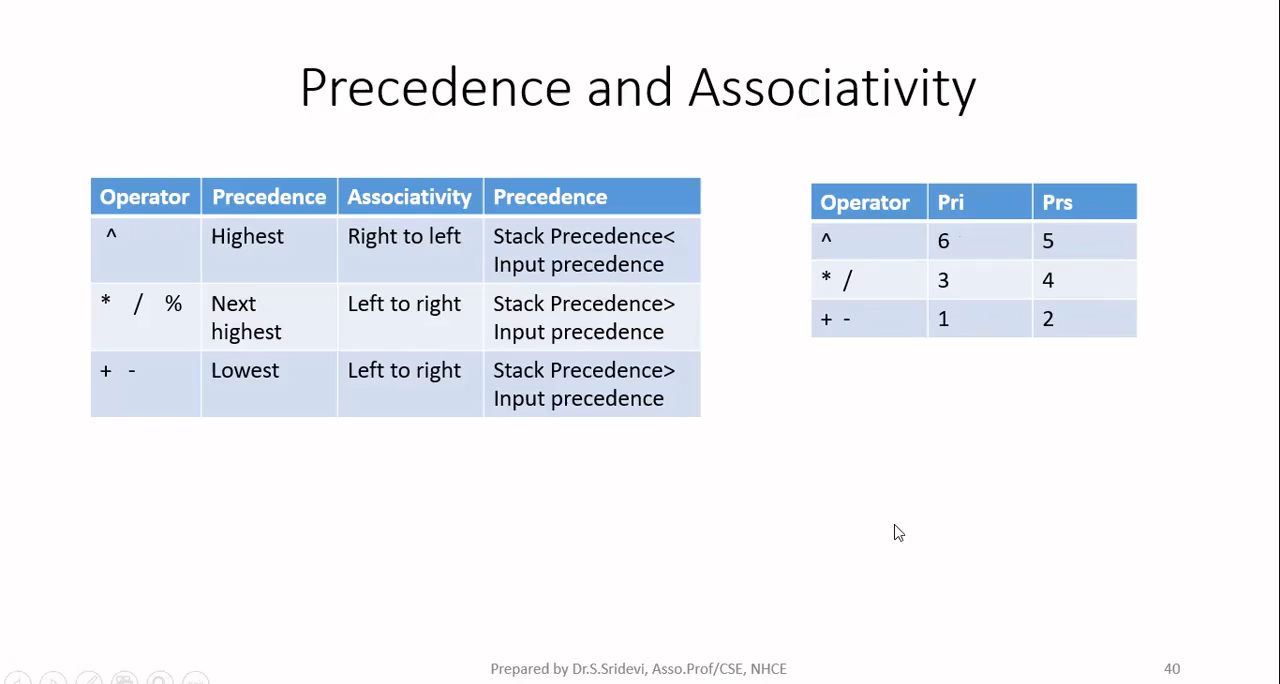 Precedence and Associativity
Operator Precedence Associativity Precedence
^ Highest Right to left Stack Precedence<
Input precedence
* / % Next Left to right Stack Precedence>
highest Input precedence
+ - Lowest Left to right Stack Precedence>
Input precedence
Operator Pri Prs
^ 6 5
* / 3 4
+ - 1 2
Prepared by Dr.S.Sridevi, Asso.Prof/CSE, NHCE
40